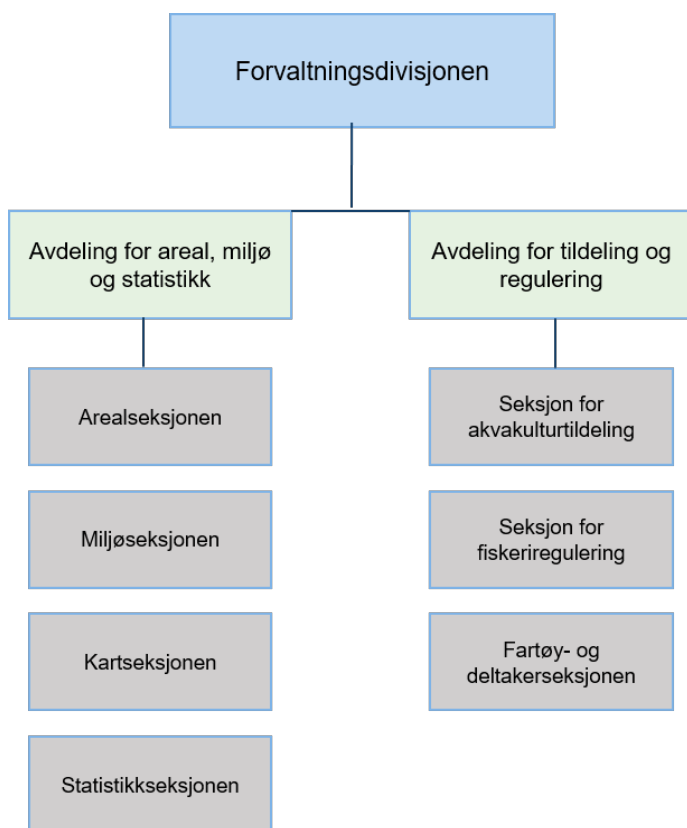 Forvaltningsdivisjonen
Avdeling for areal, miljø
og statistikk
Arealseksjonen
Miljøseksjonen
Kartseksjonen
Statistikkseksjonen
Avdeling for tildeling og
regulering
Seksjon for
akvakulturtildeling
Seksjon for
fiskeriregulering
Fartøy- og
deltakerseksjonen